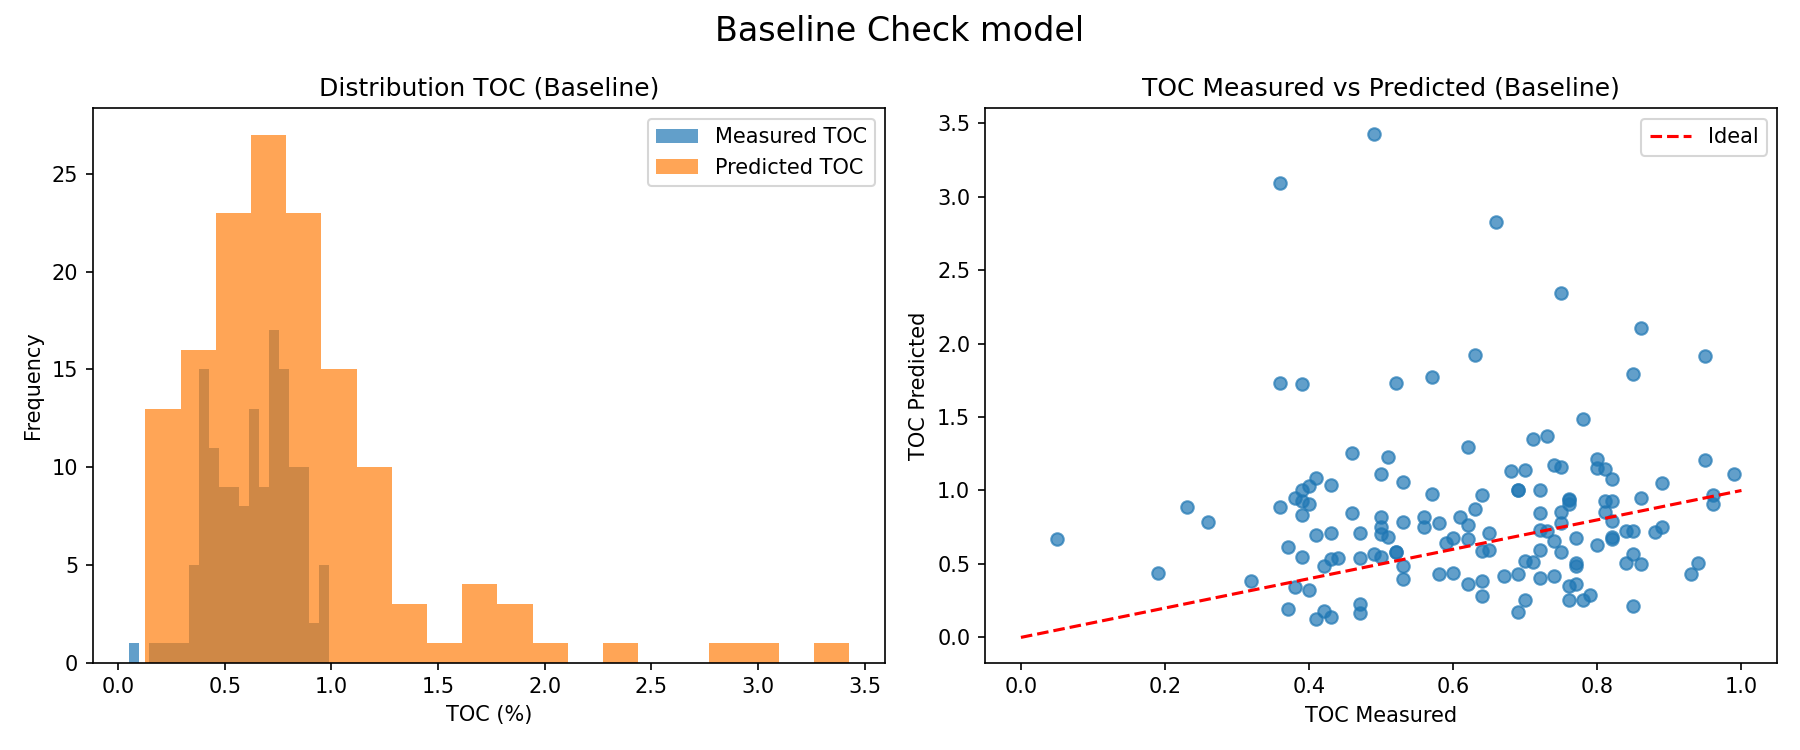 Baseline Check model
Distribution TOC (Baseline)
Measured TOC
Predicted TOC
Frequency
25
20
15
10
5
0
0.0 0.5 1.0 1.5 2.0 2.5 3.0 3.5
TOC (%)
TOC Measured vs Predicted (Baseline)
Ideal
TOC Predicted
3.5
3.0
2.5
2.0
1.5
1.0
0.5
0.0
0.0 0.2 0.4 0.6 0.8 1.0
TOC Measured